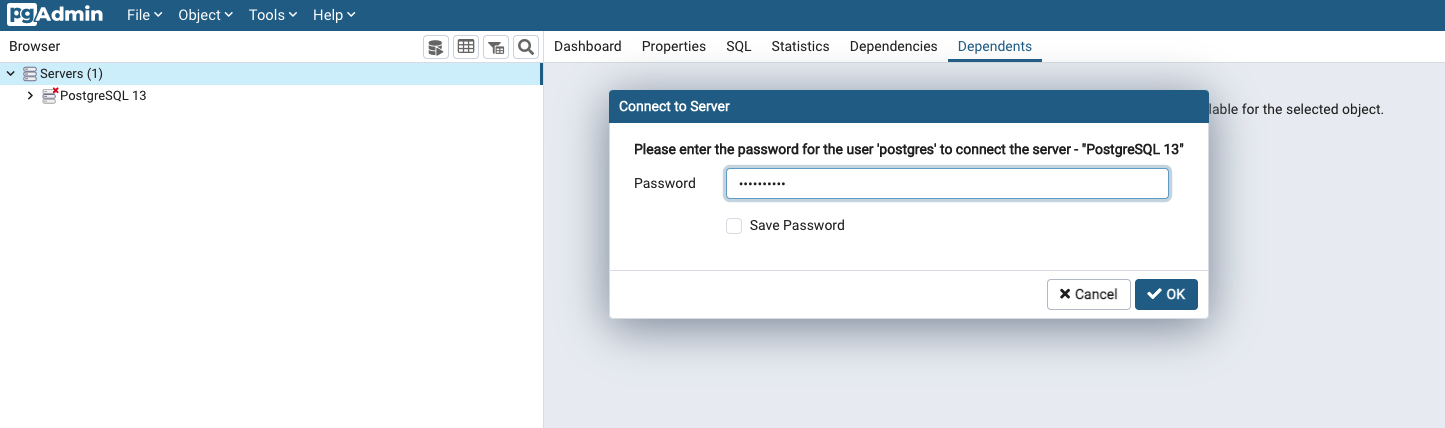 pgAdmin File Object Tools Help
Browser
Dashboard Properties SQL Statistics Dependencies Dependents
Servers (1)
PostgreSQL 13
Connect to Server
for the selected object.
Please enter the password for the user 'postgres' to connect the server - "PostgreSQL 13"
Password ••••••••••
Save Password
Cancel OK